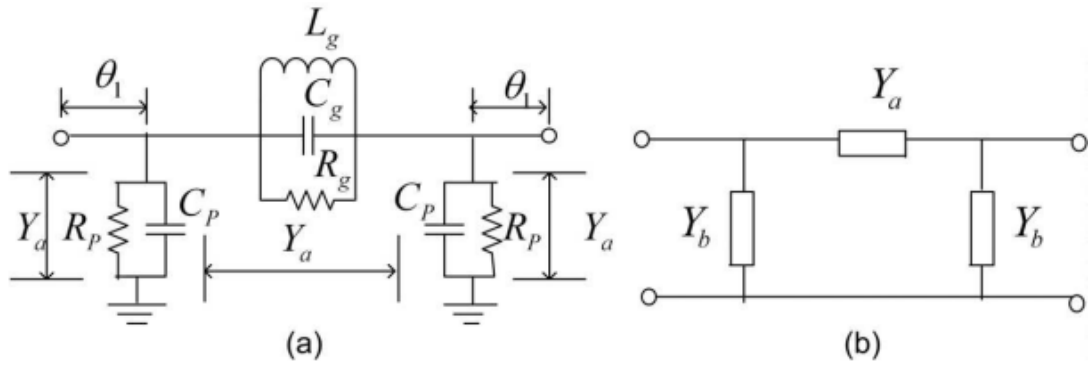 L_g
θ_1
C_g
θ_1
Y_a
R_g
Y_a
R_P
C_P
C_P
R_P
Y_a
Y_b
Y_b
Y_a
(a)
(b)